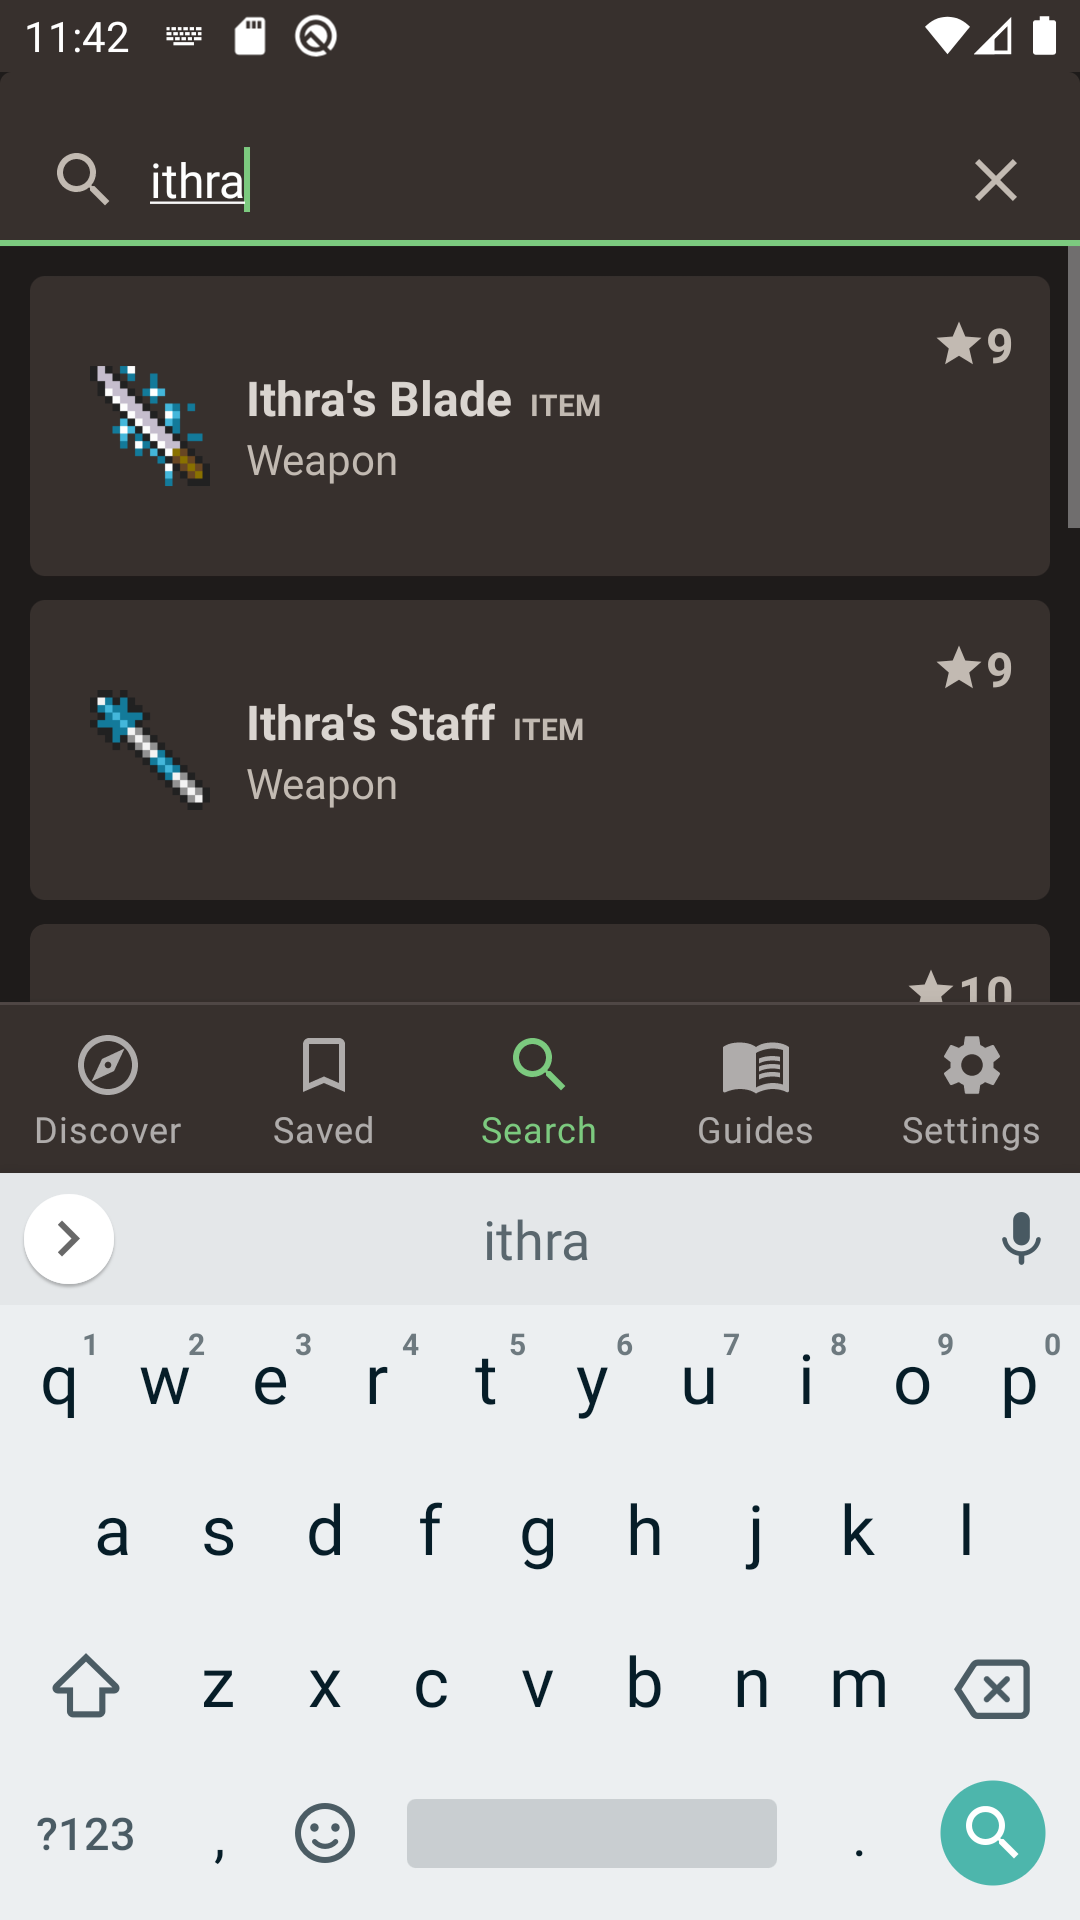 11:42
ithra
9
Ithra's Blade ITEM
Weapon
9
Ithra's Staff ITEM
Weapon
10
Discover Saved Search Guides Settings
ithra
1 2 3 4 5 6 7 8 9 0
q w e r t y u i o p
a s d f g h j k l
z x c v b n m
?123 , .